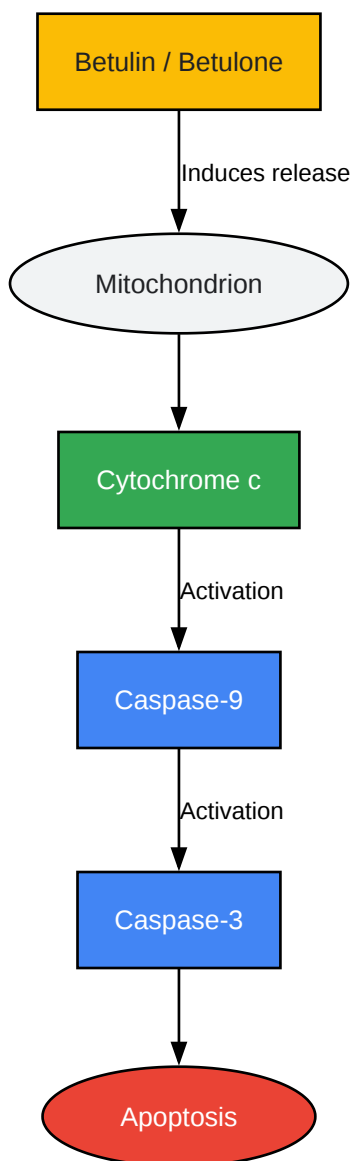 Betulin / Betulone
Induces release
Mitochondrion
Cytochrome c
Activation
Caspase-9
Activation
Caspase-3
Apoptosis